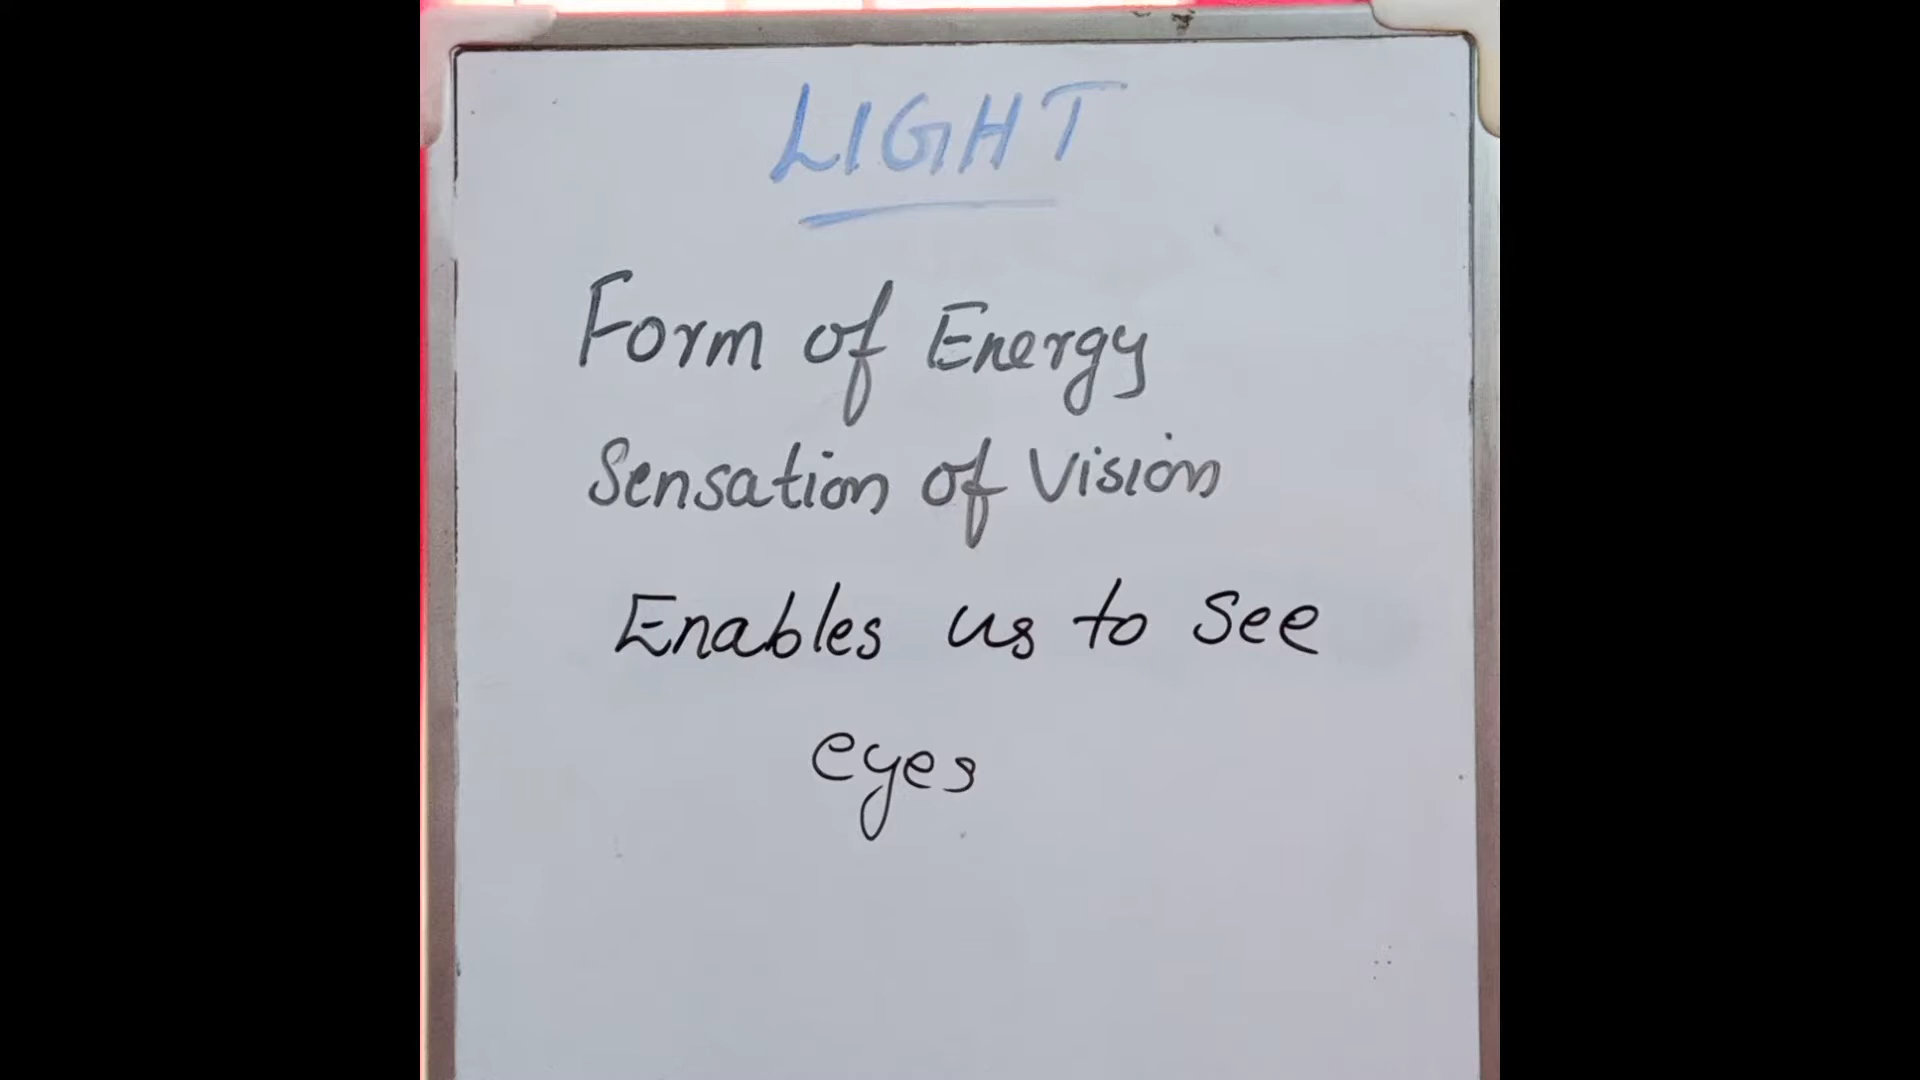 LIGHT
Form of Energy
Sensation of Vision
Enables us to see
eyes